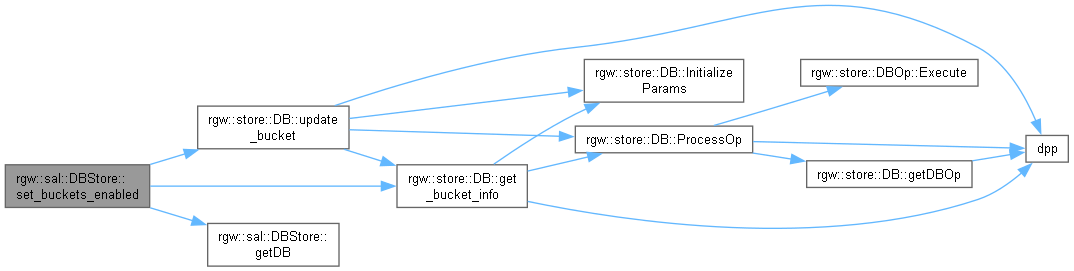 rgw::sal::DBStore::
set_buckets_enabled
rgw::store::DB::update
_bucket
rgw::sal::DBStore::
getDB
rgw::store::DB::get
_bucket_info
rgw::store::DB::Initialize
Params
rgw::store::DB::ProcessOp
rgw::store::DBOp::Execute
rgw::store::DB::getDBOp
dpp